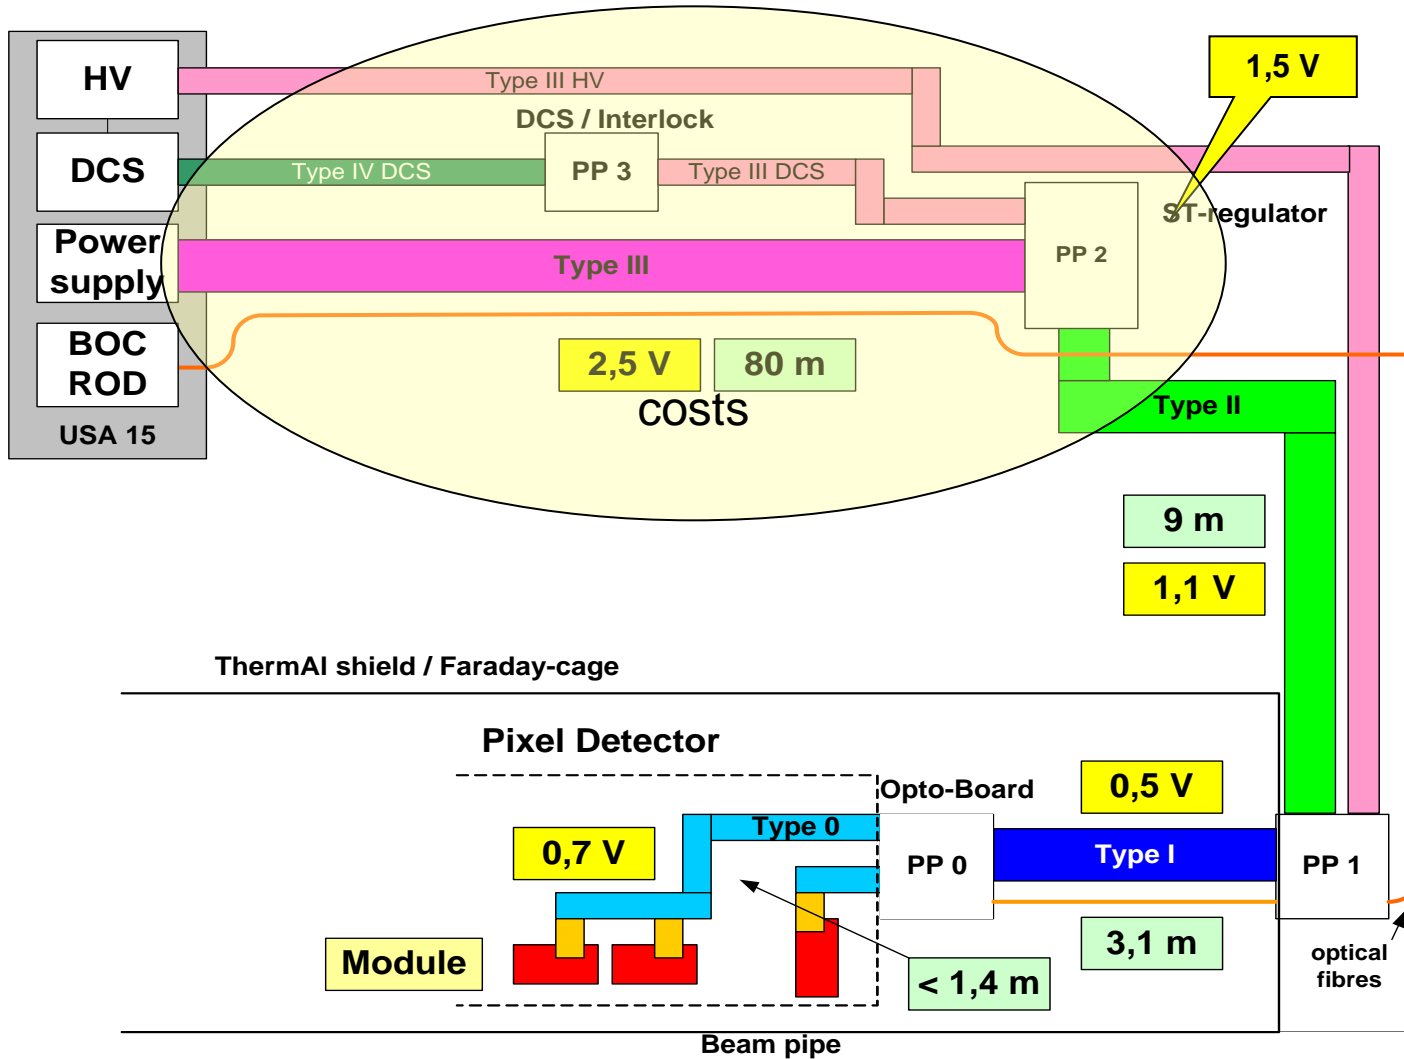 HV
Type III HV
1,5 V
DCS / Interlock
DCS
Type IV DCS
PP 3
Type III DCS
ST-regulator
Power
supply
Type III
PP 2
BOC
ROD
2,5 V
80 m
costs
Type II
USA 15
9 m
1,1 V
ThermAl shield / Faraday-cage
Pixel Detector
Opto-Board
0,5 V
Type 0
0,7 V
PP 0
Type I
PP 1
Module
< 1,4 m
3,1 m
optical
fibres
Beam pipe